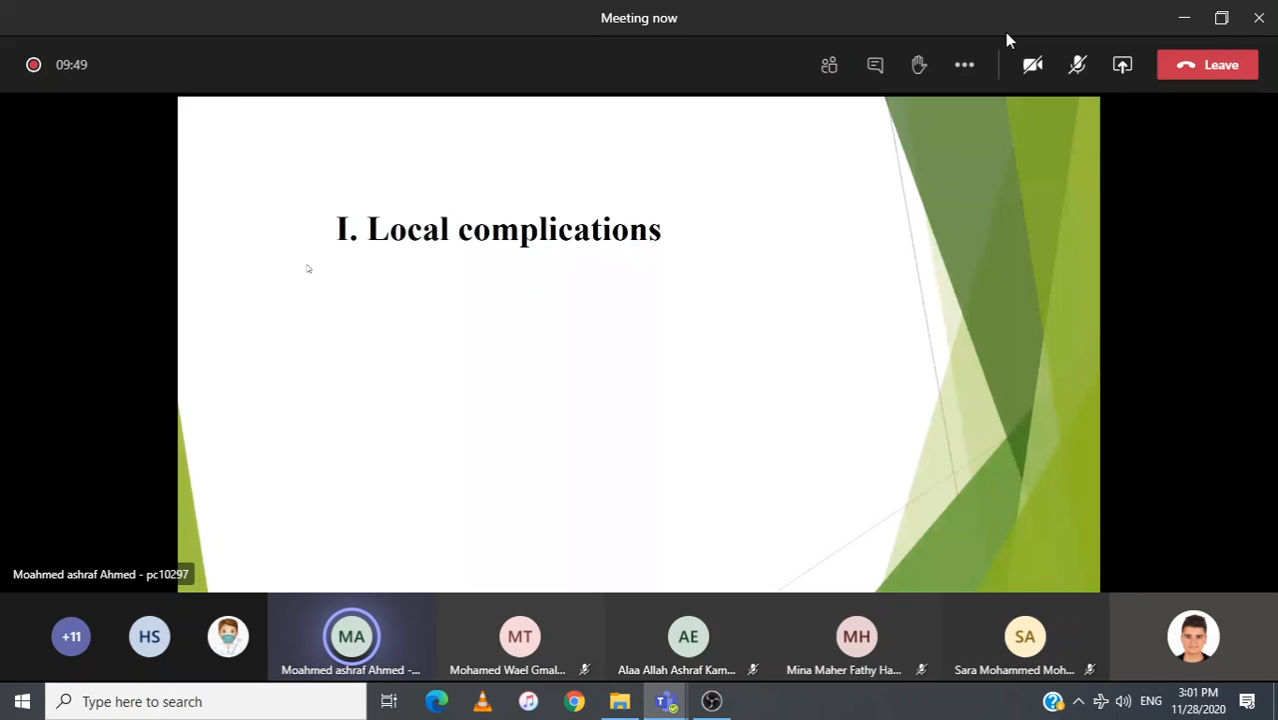 Meeting now
09:49
Leave
I. Local complications
Moahmed ashraf Ahmed - pc10297
+11
HS
MA
MT
AE
MH
SA
Moahmed ashraf Ahmed -...
Mohamed Wael Gmal...
Alaa Allah Ashraf Kam...
Mina Maher Fathy Ha...
Sara Mohammed Moh...
Type here to search
ENG
3:01 PM
11/28/2020